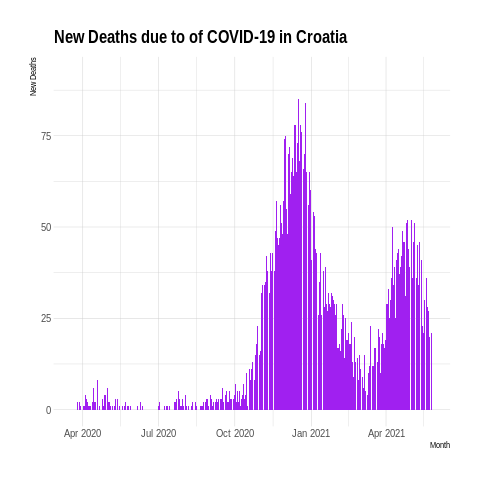 New Deaths due to of COVID-19 in Croatia
New Deaths
75
50
25
0
Apr 2020 Jul 2020 Oct 2020 Jan 2021 Apr 2021
Month